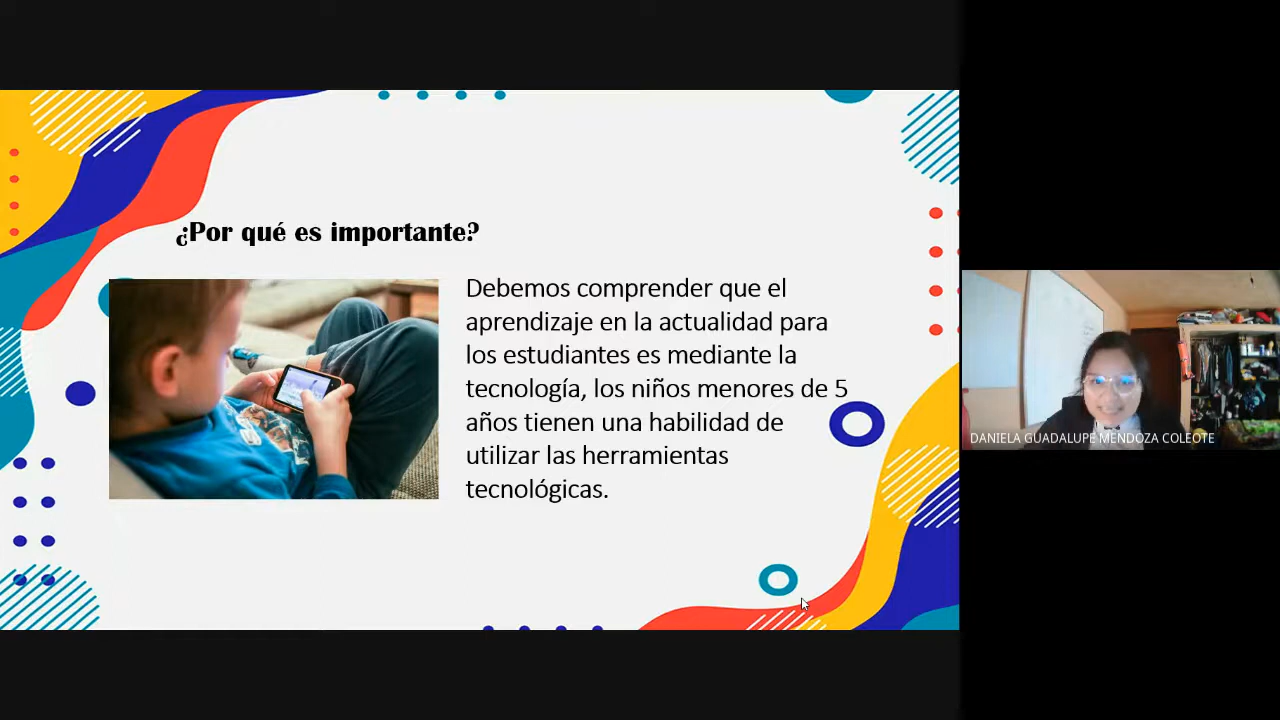 ¿Por qué es importante?
Debemos comprender que el
aprendizaje en la actualidad para
los estudiantes es mediante la
tecnología, los niños menores de 5
años tienen una habilidad de
utilizar las herramientas
tecnológicas.
DANIELA GUADALUPE MENDOZA COLEOTE